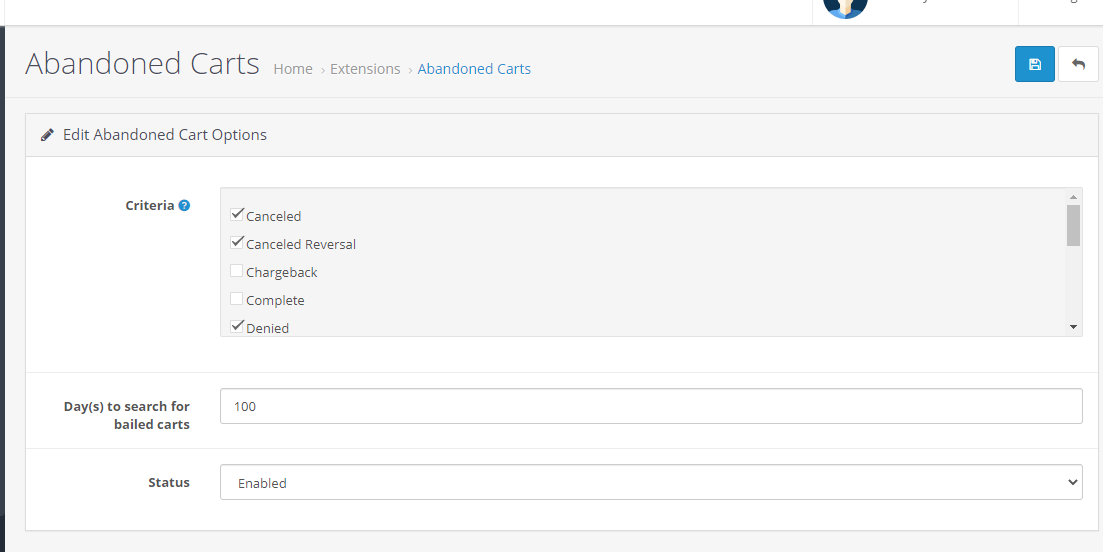 Abandoned Carts Home › Extensions › Abandoned Carts
Edit Abandoned Cart Options
Criteria ?
Canceled
Canceled Reversal
Chargeback
Complete
Denied
Day(s) to search for
bailed carts
100
Status
Enabled